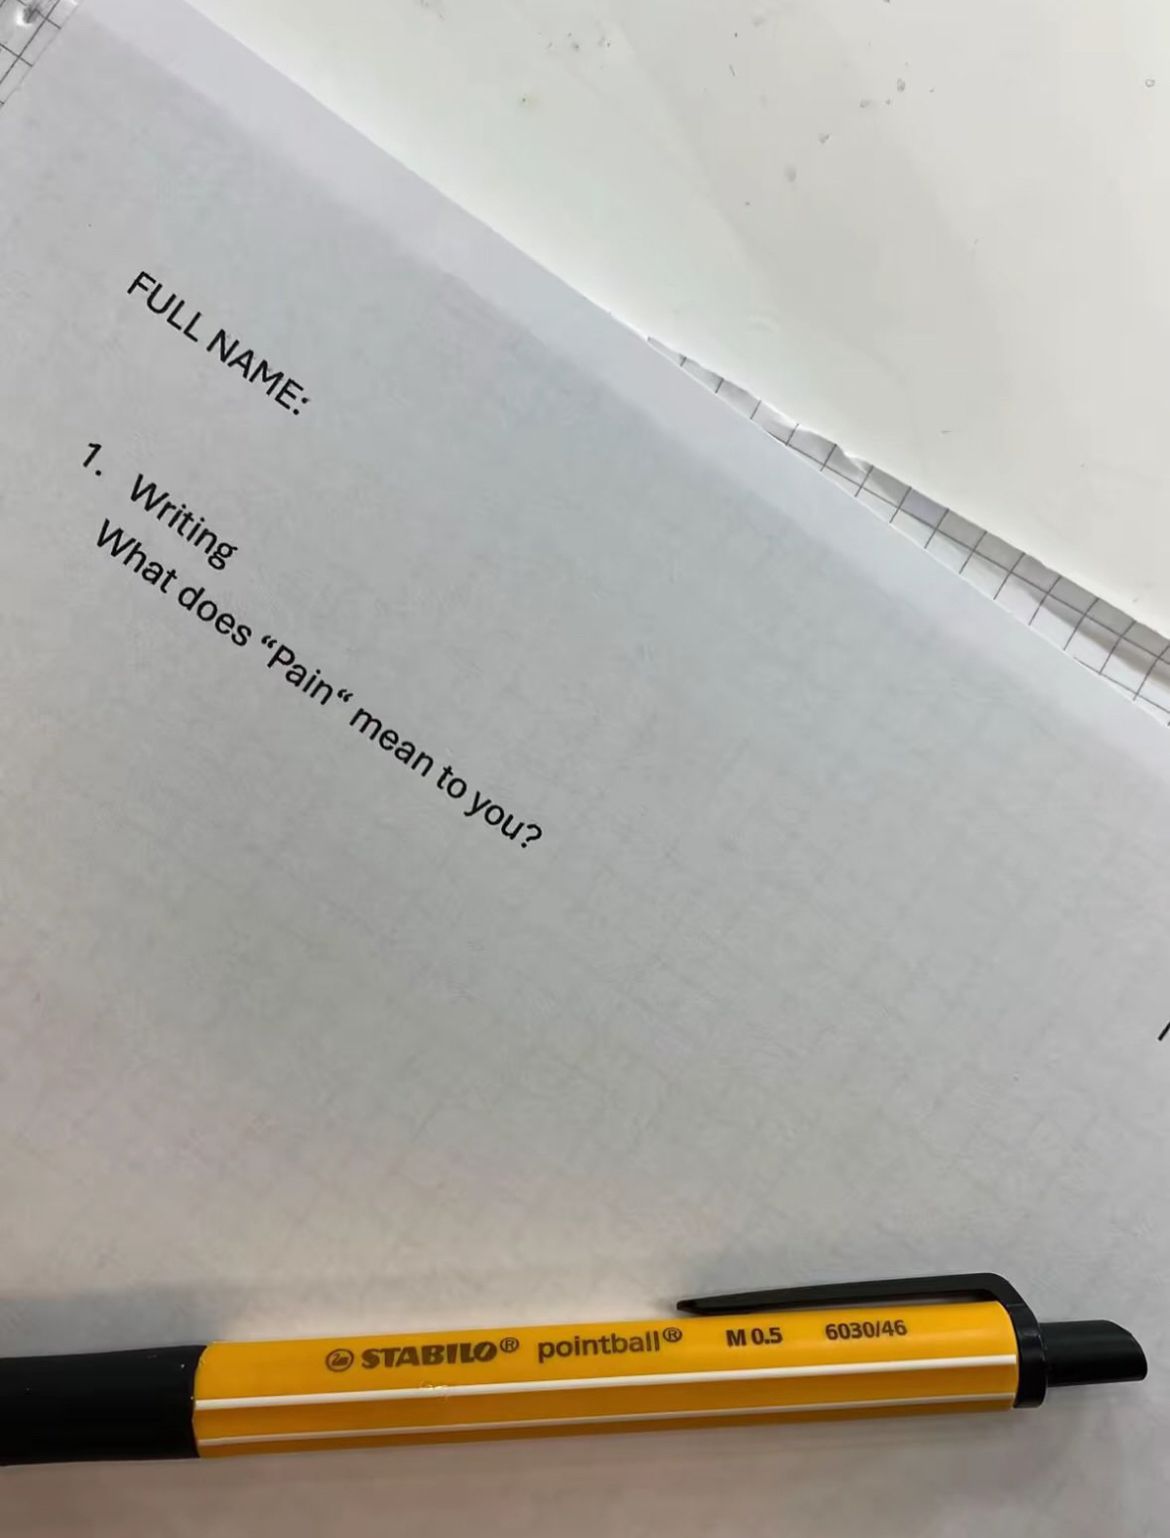 FULL NAME:
1. Writing
What does “Pain“ mean to you?
STABILO® pointball® M 0.5 6030/46